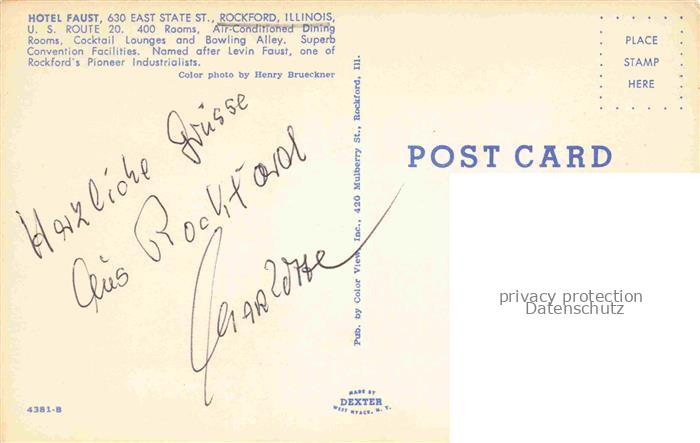 HOTEL FAUST, 630 EAST STATE ST., ROCKFORD, ILLINOIS,
U. S. ROUTE 20. 400 Rooms, Air-Conditioned Dining
Rooms, Cocktail Lounges and Bowling Alley. Superb
Convention Facilities. Named after Levin Faust, one of
Rockford's Pioneer Industrialists.
Color photo by Henry Brueckner
Herzliche Grüsse
aus Rockford
Charlotte
4381-B
Pub. by Color View, Inc., 420 Mulberry St., Rockford, Ill.
MADE BY
DEXTER
WEST NYACK, N. Y.
PLACE
STAMP
HERE
POST CARD
privacy protection
Datenschutz